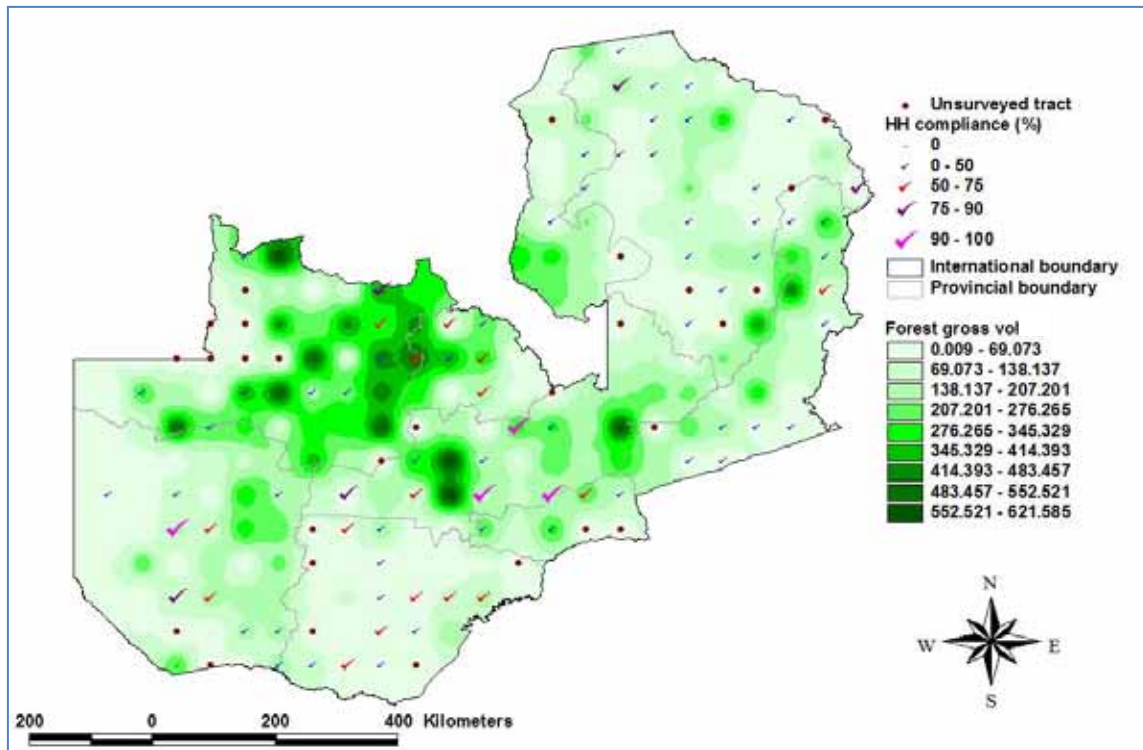 Unsurveyed tract
HH compliance (%)
0
0 - 50
50 - 75
75 - 90
90 - 100
International boundary
Provincial boundary
Forest gross vol
0.009 - 69.073
69.073 - 138.137
138.137 - 207.201
207.201 - 276.265
276.265 - 345.329
345.329 - 414.393
414.393 - 483.457
483.457 - 552.521
552.521 - 621.585
N
W E
S
200 0 200 400 Kilometers